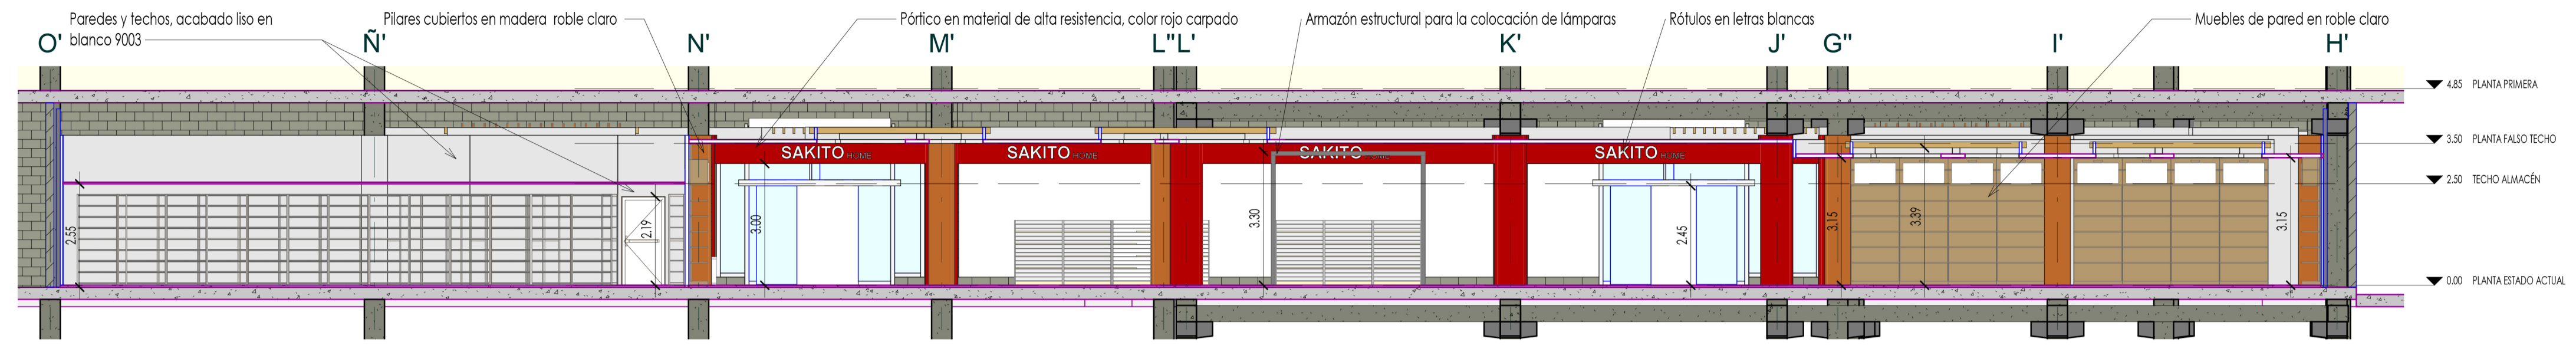 Paredes y techos, acabado liso en
blanco 9003
Pilares cubiertos en madera roble claro
Pórtico en material de alta resistencia, color rojo carpado
Armazón estructural para la colocación de lámparas
Rótulos en letras blancas
Muebles de pared en roble claro
O' Ñ' N' M' L'' L' K' J' G'' I' H'
4.85 PLANTA PRIMERA
3.50 PLANTA FALSO TECHO
2.50 TECHO ALMACÉN
0.00 PLANTA ESTADO ACTUAL
SAKITO HOME
SAKITO HOME
SAKITO HOME
SAKITO HOME
2.55
2.19
3.00
3.30
2.45
3.15
3.39
3.15